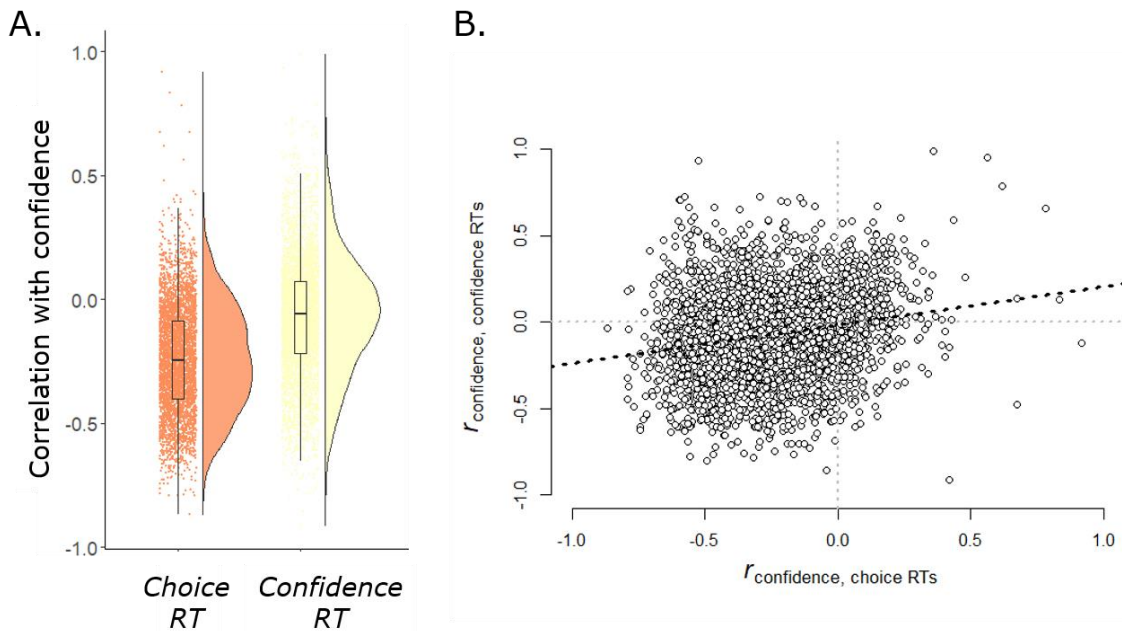 A.
Correlation with confidence
1.0
0.5
0.0
-0.5
-1.0
Choice
RT
Confidence
RT
B.
r confidence, confidence RTs
1.0
0.5
0.0
-0.5
-1.0
-1.0
-0.5
0.0
0.5
1.0
r confidence, choice RTs